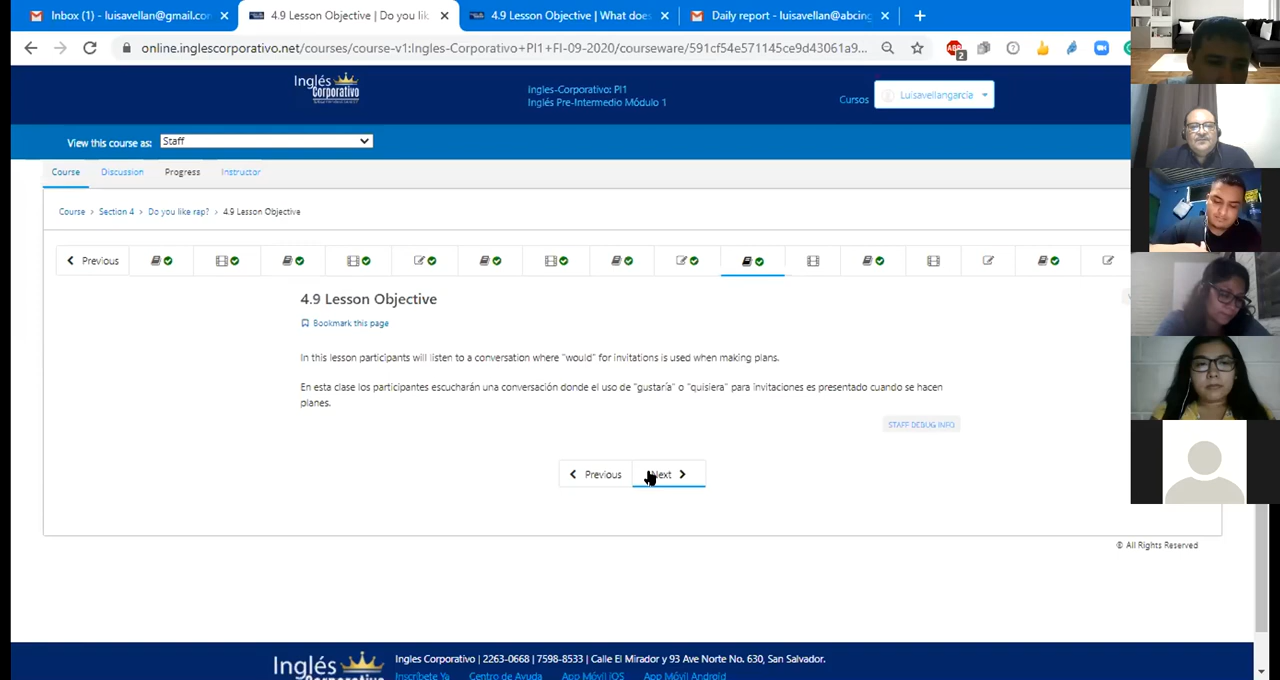 Inbox (1) - luisavellan@gmail.con
4.9 Lesson Objective | Do you lik
4.9 Lesson Objective | What does
Daily report - luisavellan@abcing
online.inglescorporativo.net/courses/course-v1:Ingles-Corporativo+PI1+FI-09-2020/courseware/591cf54e571145ce9d43061a9...
ABP
2
Inglés
Corporativo
Ingles-Corporativo: PI1
Inglés Pre-Intermedio Módulo 1
Cursos
Luisavellangarcia
View this course as:
Staff
Course
Discussion
Progress
Instructor
Course > Section 4 > Do you like rap? > 4.9 Lesson Objective
Previous
4.9 Lesson Objective
Bookmark this page
In this lesson participants will listen to a conversation where "would" for invitations is used when making plans.
En esta clase los participantes escucharán una conversación donde el uso de "gustaría" o "quisiera" para invitaciones es presentado cuando se hacen
planes.
STAFF DEBUG INFO
Previous
Next
© All Rights Reserved
Inglés
Ingles Corporativo | 2263-0668 | 7598-8533 | Calle El Mirador y 93 Ave Norte No. 630, San Salvador.
Inscríbete Ya
Centro de Ayuda
App Móvil iOS
App Móvil Android